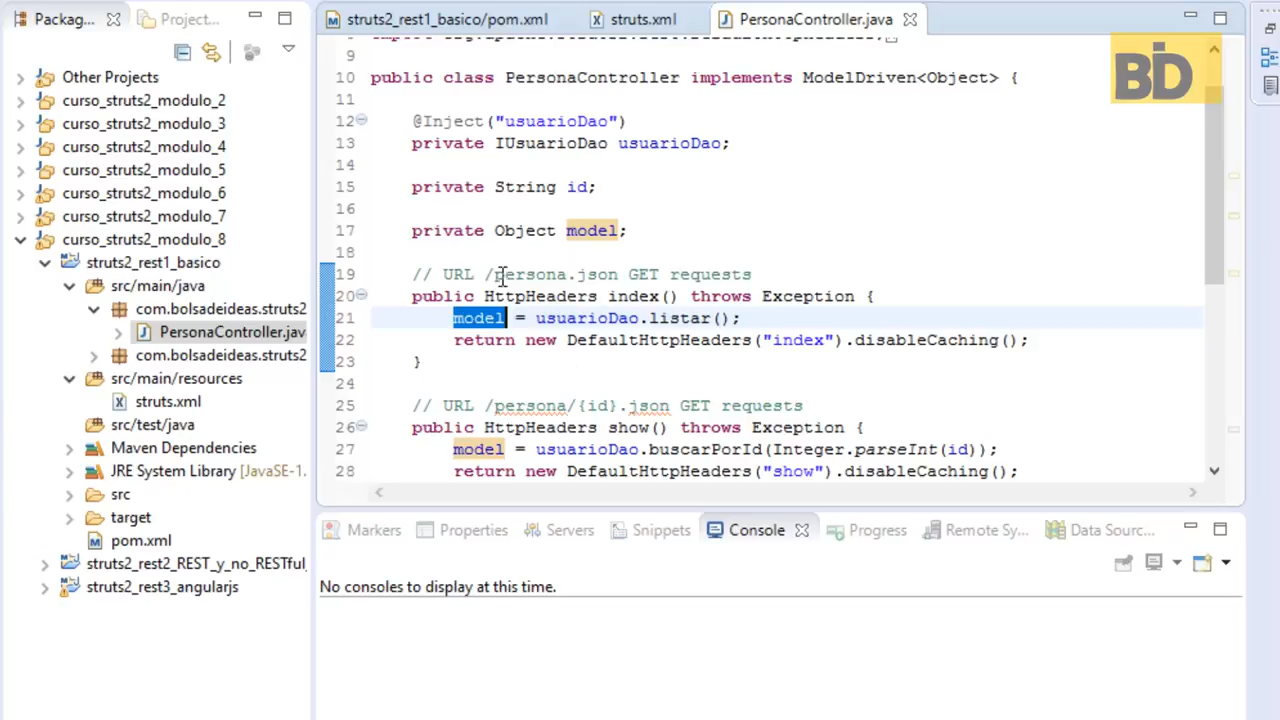 Packag...
Project...
Other Projects
curso_struts2_modulo_2
curso_struts2_modulo_3
curso_struts2_modulo_4
curso_struts2_modulo_5
curso_struts2_modulo_6
curso_struts2_modulo_7
curso_struts2_modulo_8
struts2_rest1_basico
src/main/java
com.bolsadeideas.struts2
PersonaController.jav
com.bolsadeideas.struts2
src/main/resources
struts.xml
src/test/java
Maven Dependencies
JRE System Library [JavaSE-1.
src
target
pom.xml
struts2_rest2_REST_y_no_RESTful
struts2_rest3_angularjs
struts2_rest1_basico/pom.xml
struts.xml
PersonaController.java
BD
9
10 public class PersonaController implements ModelDriven<Object> {
11
12 @Inject("usuarioDao")
13 private IUsuarioDao usuarioDao;
14
15 private String id;
16
17 private Object model;
18
19 // URL /persona.json GET requests
20 public HttpHeaders index() throws Exception {
21 model = usuarioDao.listar();
22 return new DefaultHttpHeaders("index").disableCaching();
23 }
24
25 // URL /persona/{id}.json GET requests
26 public HttpHeaders show() throws Exception {
27 model = usuarioDao.buscarPorId(Integer.parseInt(id));
28 return new DefaultHttpHeaders("show").disableCaching();
Markers
Properties
Servers
Snippets
Console
Progress
Remote Sy...
Data Sourc...
No consoles to display at this time.